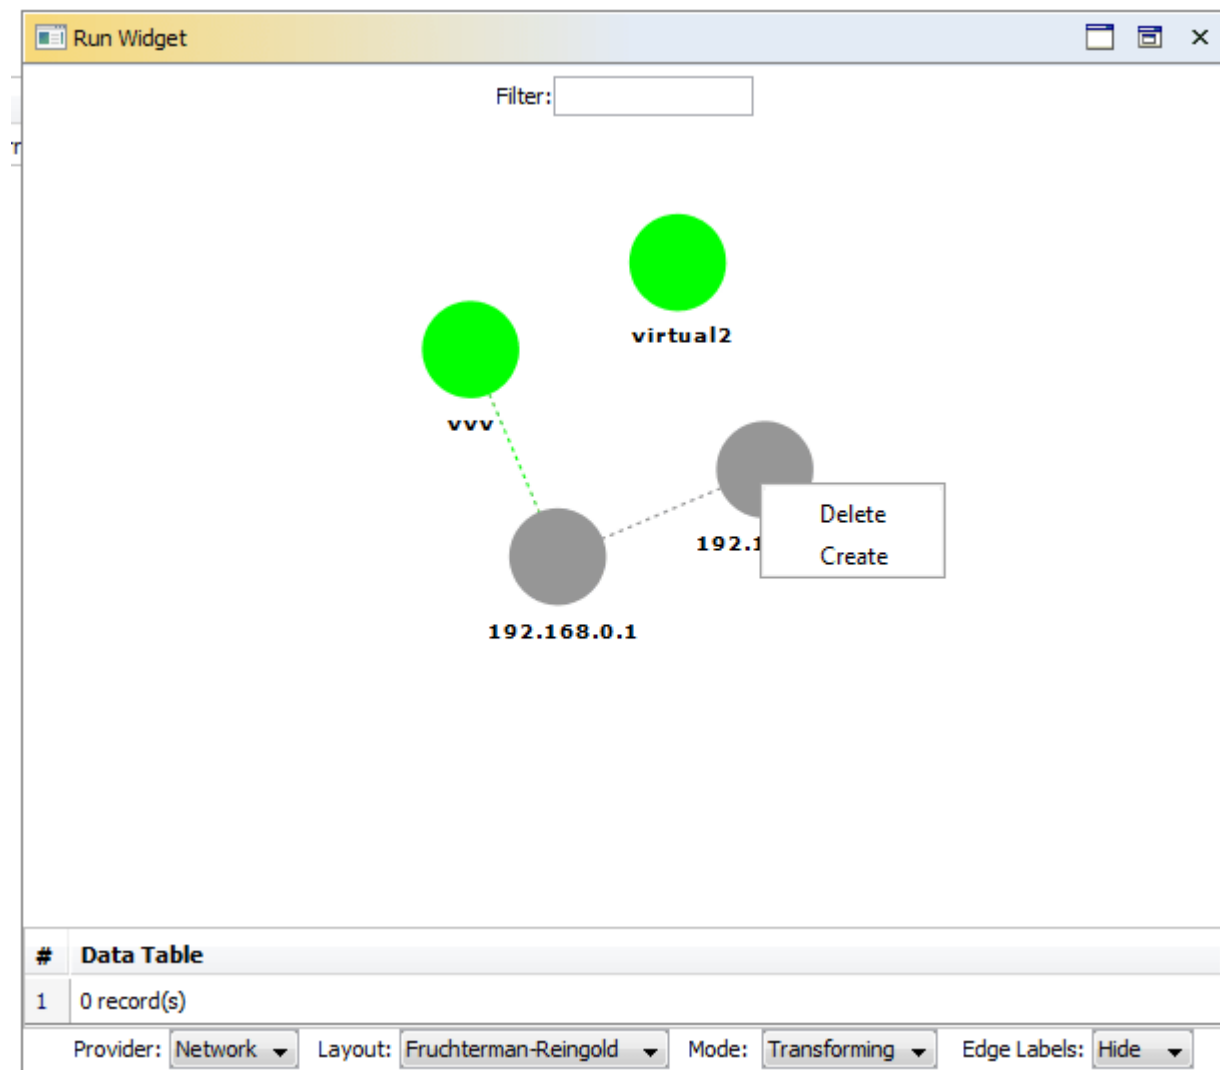 Run Widget
Filter:
virtual2
vvv
Delete
192.1
Create
192.168.0.1
# Data Table
1 0 record(s)
Provider: Network Layout: Fruchterman-Reingold Mode: Transforming Edge Labels: Hide